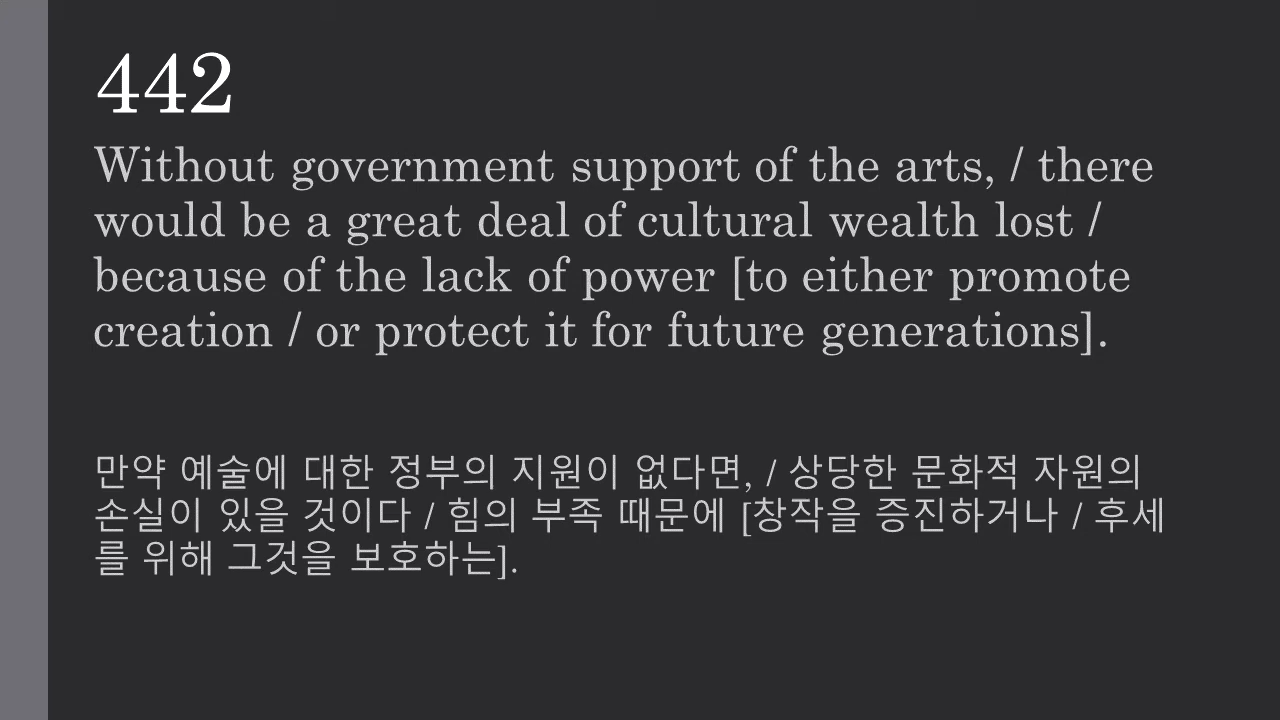 442
Without government support of the arts, / there
would be a great deal of cultural wealth lost /
because of the lack of power [to either promote
creation / or protect it for future generations].
만약 예술에 대한 정부의 지원이 없다면, / 상당한 문화적 자원의
손실이 있을 것이다 / 힘의 부족 때문에 [창작을 증진하거나 / 후세
를 위해 그것을 보호하는].